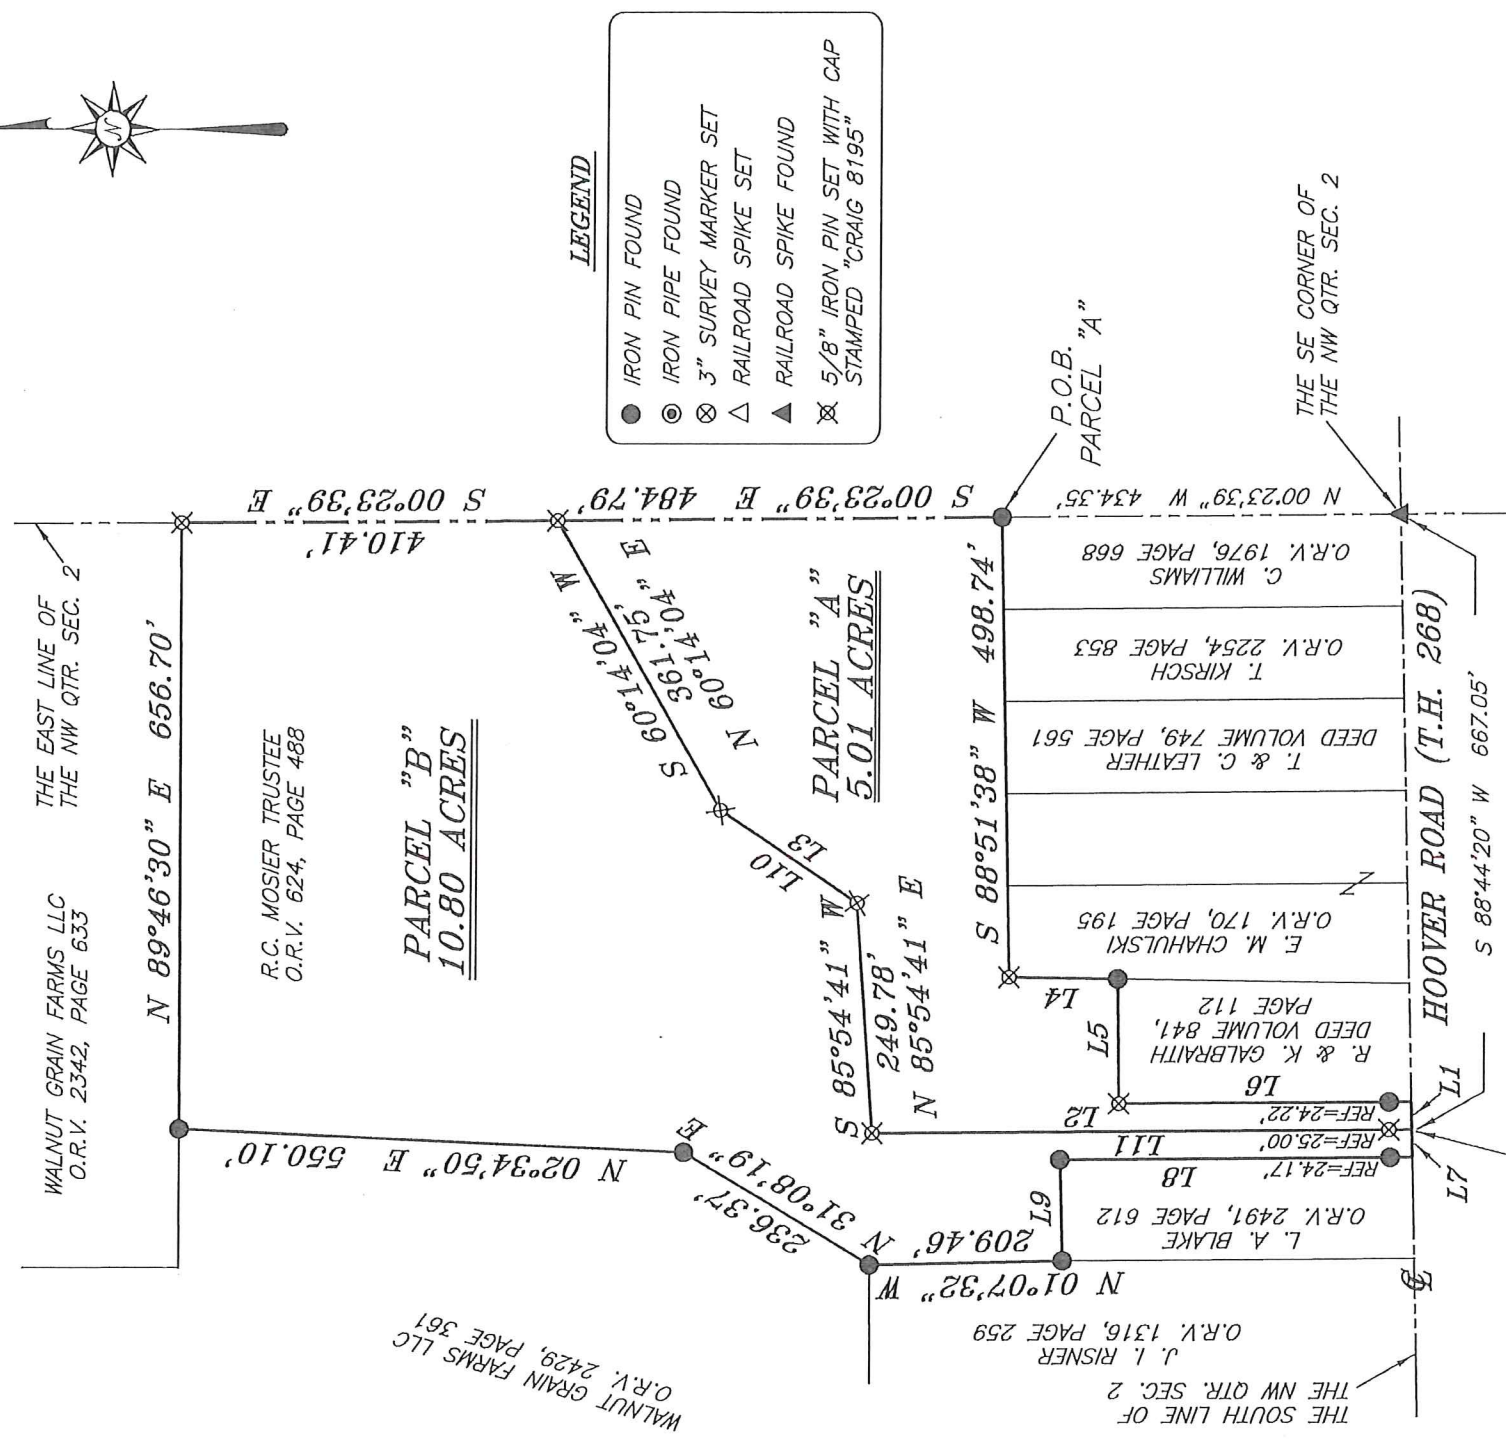 N
LEGEND
IRON PIN FOUND
IRON PIPE FOUND
3" SURVEY MARKER SET
RAILROAD SPIKE SET
RAILROAD SPIKE FOUND
5/8" IRON PIN SET WITH CAP
STAMPED "CRAIG 8195"
WALNUT GRAIN FARMS LLC
O.R.V. 2342, PAGE 633
THE EAST LINE OF
THE NW QTR. SEC. 2
N 89°46'30" E 656.70'
R.C. MOSIER TRUSTEE
O.R.V. 624, PAGE 488
PARCEL "B"
10.80 ACRES
S 00°23'39" E
410.41'
S 00°23'39" E 484.79'
S 60°14'04" W
361.75'
N 60°14'04" E
L10
L3
S 85°54'41" W
249.78'
N 85°54'41" E
PARCEL "A"
5.01 ACRES
P.O.B.
PARCEL "A"
THE SE CORNER OF
THE NW QTR. SEC. 2
S 88°51'38" W 498.74'
N 00°23'39" W 434.35'
C. WILLIAMS
O.R.V. 1976, PAGE 668
T. KIRSCH
O.R.V. 2254, PAGE 853
T. & C. LEATHER
DEED VOLUME 749, PAGE 561
Z
E. M. CHAHULSKI
O.R.V. 170, PAGE 195
L4
L5
R. & K. GALBRAITH
DEED VOLUME 841,
PAGE 112
L6
REF=24.22'
L2
REF=25.00'
L11
REF=24.17'
L8
L9
L. A. BLAKE
O.R.V. 2491, PAGE 612
L1
L7
HOOVER ROAD (T.H. 268)
S 88°44'20" W 667.05'
N 02°34'50" E 550.10'
N 31°08'19" E
236.37'
209.46'
N 01°07'32" W
WALNUT GRAIN FARMS LLC
O.R.V. 2429, PAGE 361
J. I. RISNER
O.R.V. 1316, PAGE 259
THE SOUTH LINE OF
THE NW QTR. SEC. 2
CL